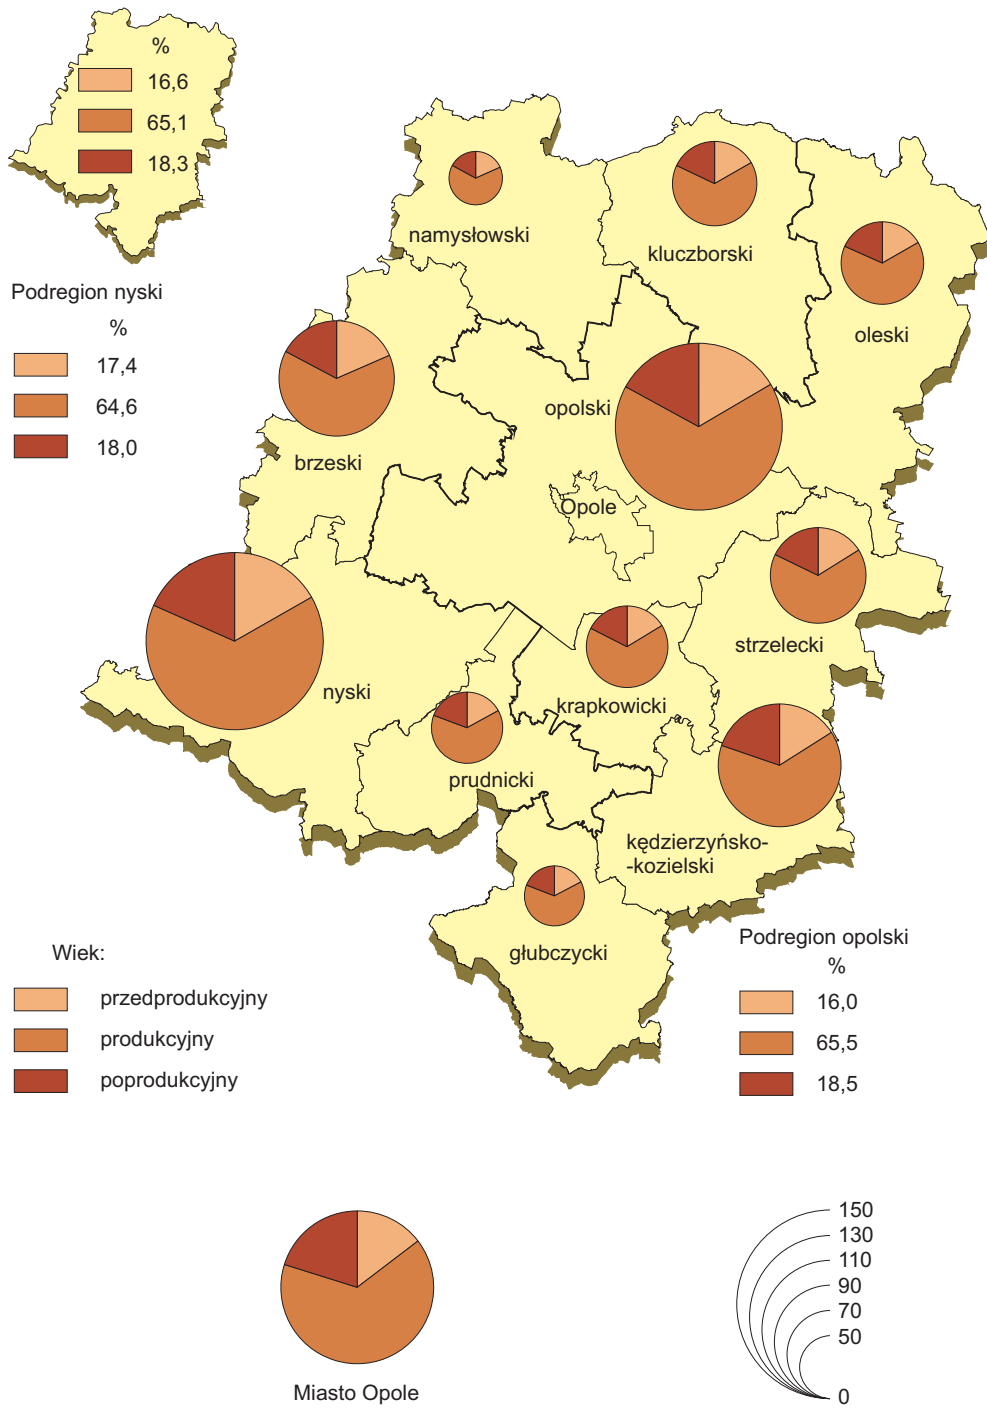 %
16,6
65,1
18,3
namysłowski
kluczborski
oleski
Podregion nyski
%
17,4
64,6
18,0
opolski
brzeski
Opole
strzelecki
nyski
krapkowicki
prudnicki
kędzierzyńsko-
-kozielski
głubczycki
Wiek:
przedprodukcyjny
produkcyjny
poprodukcyjny
Podregion opolski
%
16,0
65,5
18,5
Miasto Opole
150
130
110
90
70
50
0